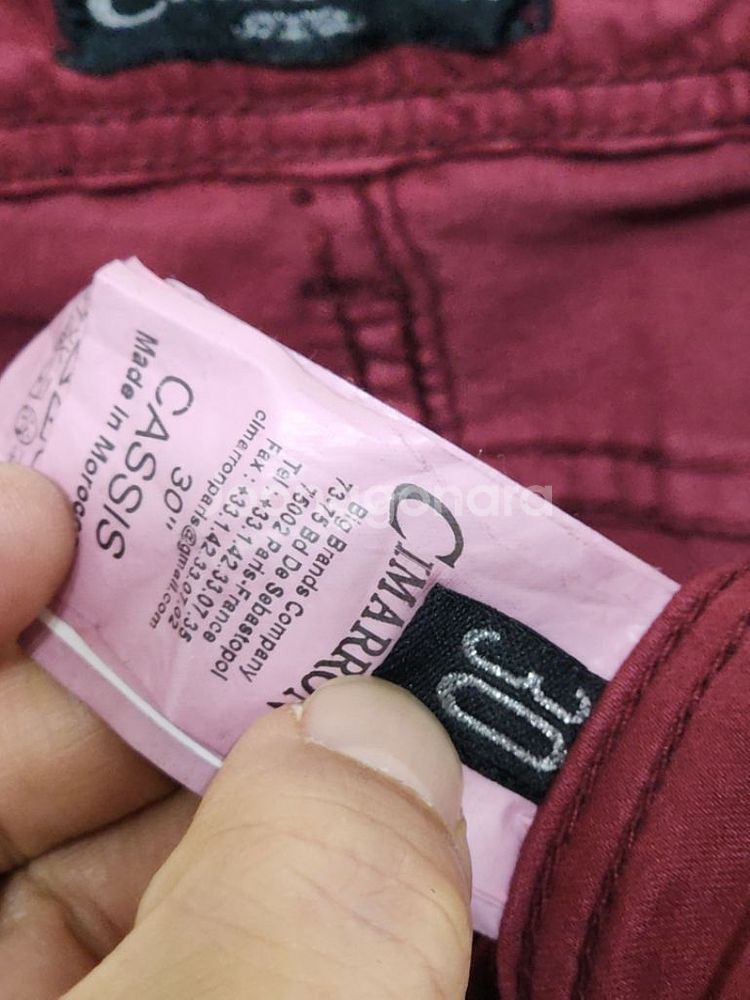 CIMARRON
30
Big Brands Company
73-75 Bd De Sebastopol
75002 Paris-France
Tel : +33.1.42.33.07.35
Fax : +33.1.42.33.07.02
cimerronparis@gmail.com
30"
CASSIS
Made in Morocco